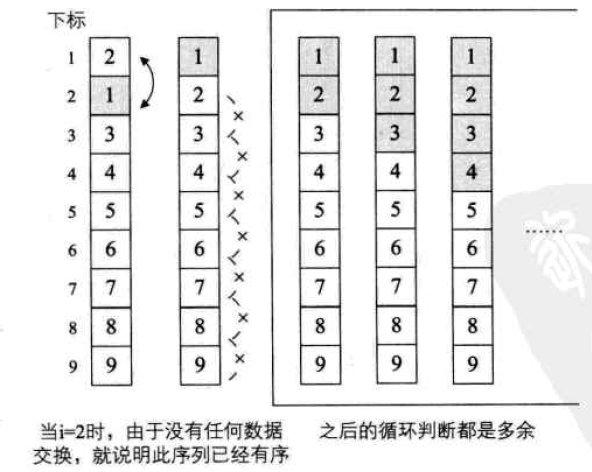 下标
1 2 1 1 1 1
2 1 2 2 2 2
3 3 3 3 3 3
4 4 4 4 4 4
5 5 5 5 5 5
6 6 6 6 6 6
7 7 7 7 7 7
8 8 8 8 8 8
9 9 9 9 9 9
······
当i=2时，由于没有任何数据
交换，就说明此序列已经有序
之后的循环判断都是多余